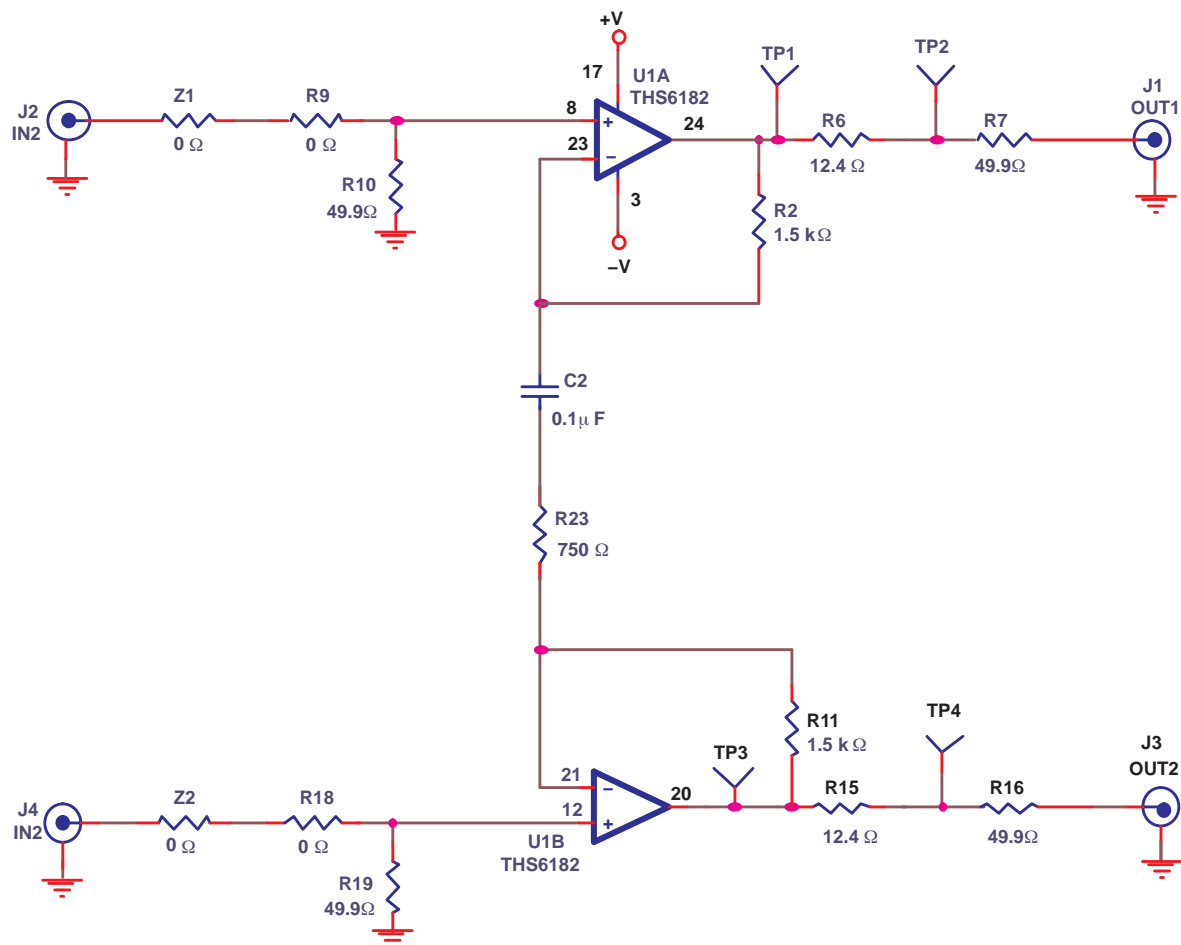 +V
17
U1A
THS6182
TP1
TP2
J2
IN2
Z1
0 Ω
R9
0 Ω
8
23
+
−
24
R6
12.4 Ω
R7
49.9Ω
J1
OUT1
R10
49.9Ω
3
−V
R2
1.5 kΩ
C2
0.1μ F
R23
750 Ω
R11
1.5 k Ω
TP3
TP4
J3
OUT2
21
12
−
+
20
R15
12.4 Ω
R16
49.9Ω
J4
IN2
Z2
0 Ω
R18
0 Ω
U1B
THS6182
R19
49.9Ω